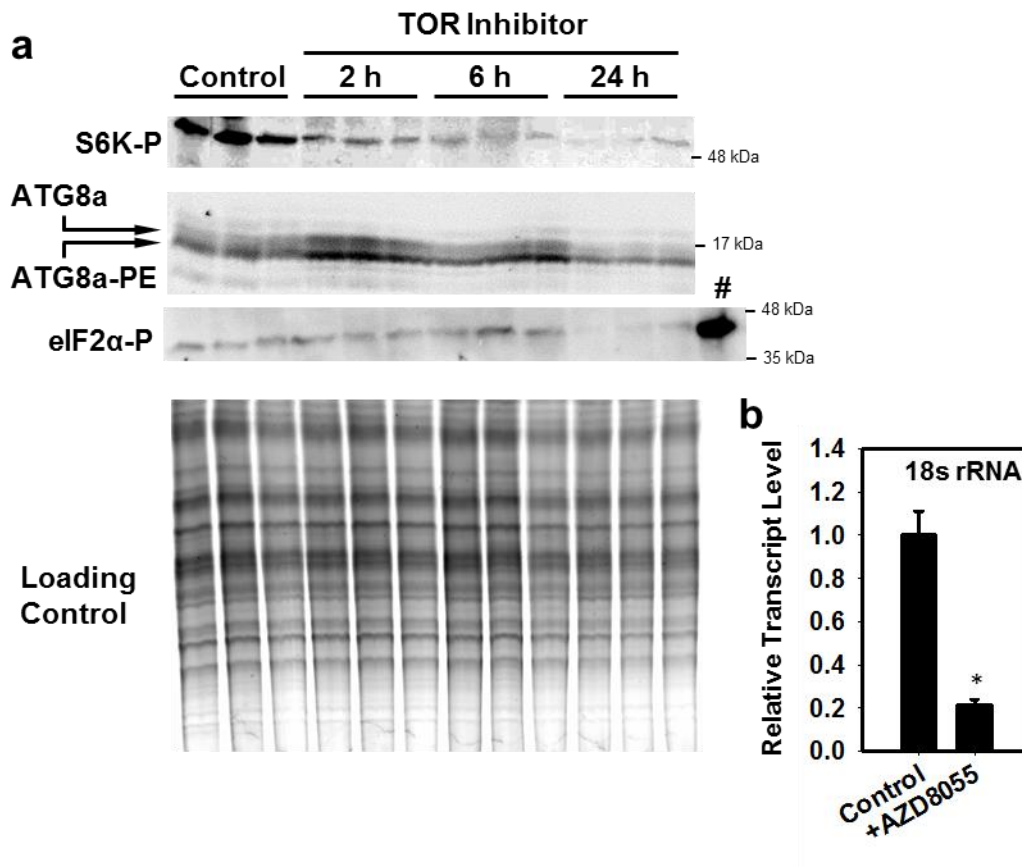 a
TOR Inhibitor
Control 2 h 6 h 24 h
S6K-P
48 kDa
ATG8a
17 kDa
ATG8a-PE
#
48 kDa
eIF2α-P
35 kDa
b
Loading
Control
Relative Transcript Level
1.4
1.2
1.0
0.8
0.6
0.4
0.2
0.0
18s rRNA
*
Control
+AZD8055